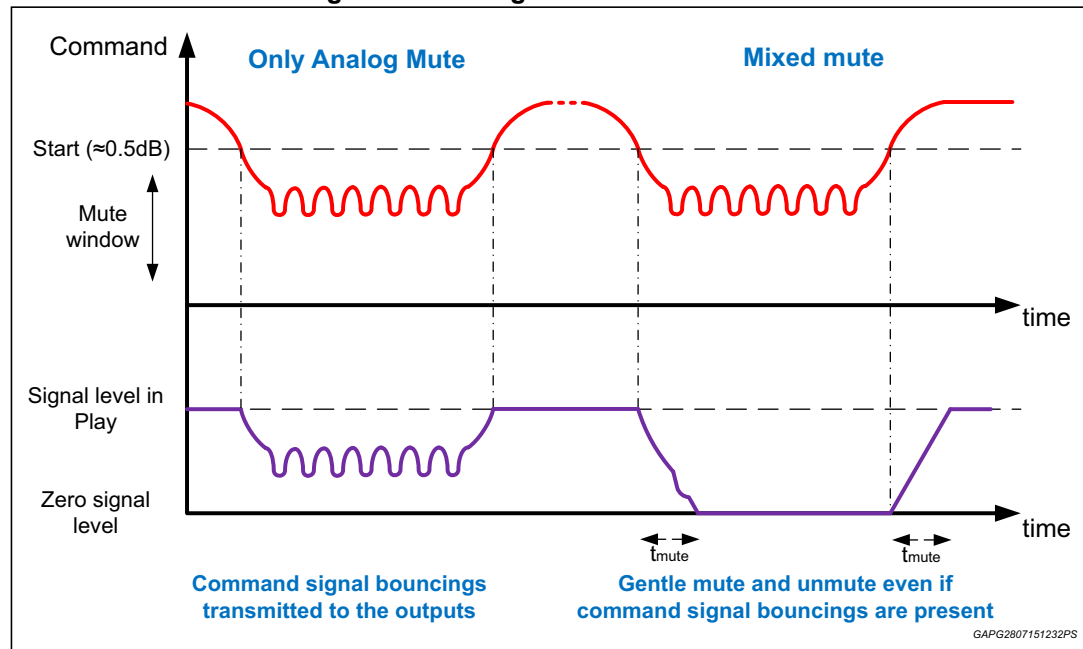 Command
Only Analog Mute
Mixed mute
Start (≈0.5dB)
Mute
window
time
Signal level in
Play
Zero signal
level
time
tmute
tmute
Command signal bouncings
transmitted to the outputs
Gentle mute and unmute even if
command signal bouncings are present
GAPG2807151232PS